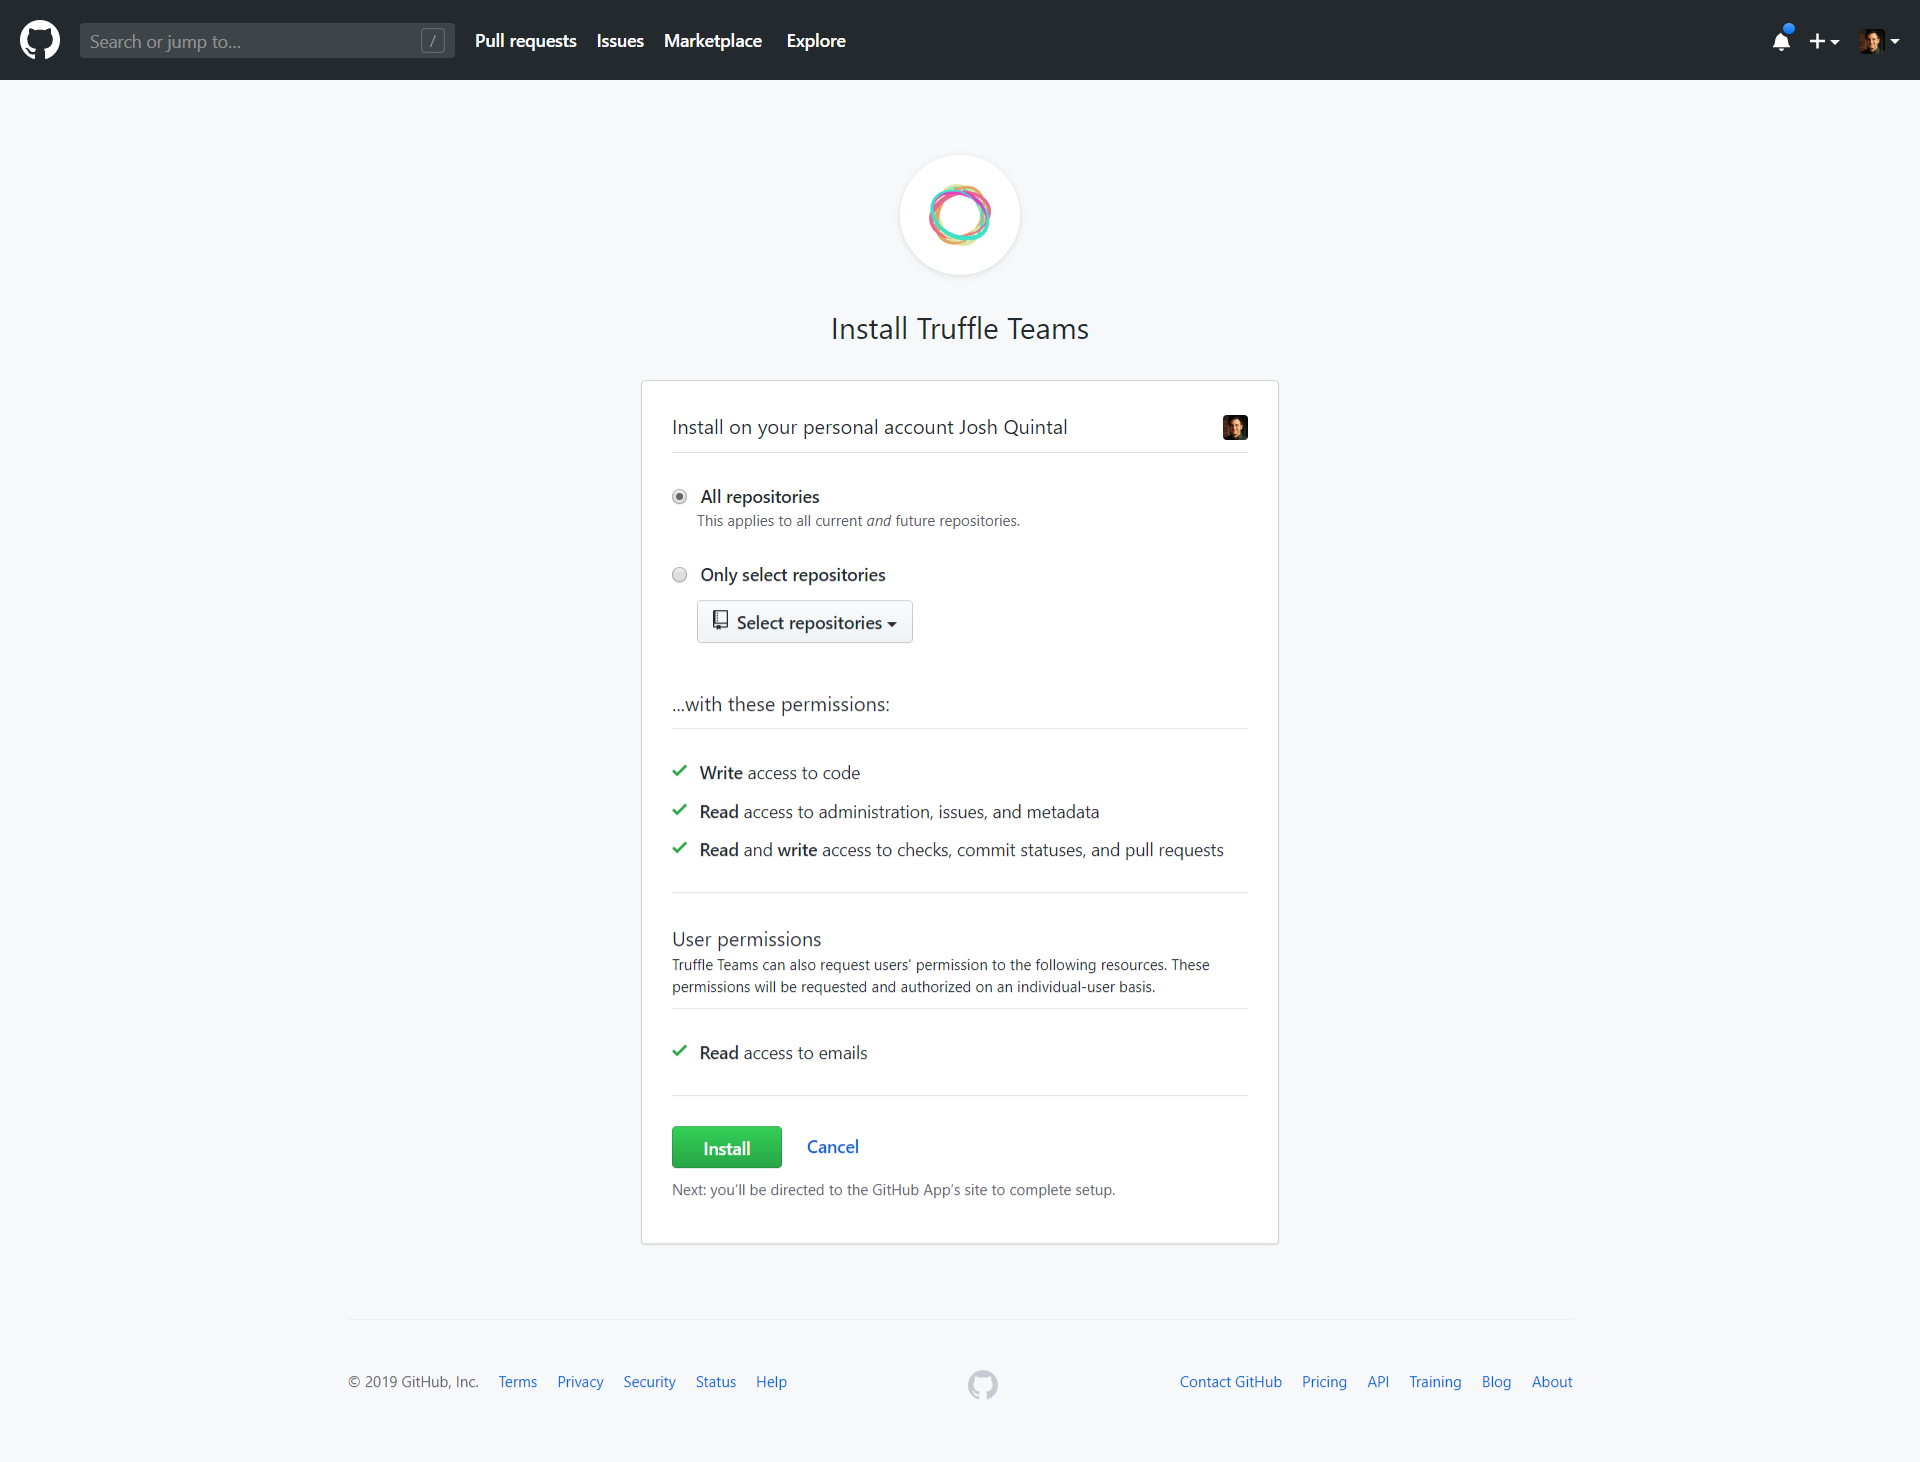 Search or jump to... /
Pull requests
Issues
Marketplace
Explore
Install Truffle Teams
Install on your personal account Josh Quintal
All repositories
This applies to all current and future repositories.
Only select repositories
Select repositories
...with these permissions:
Write access to code
Read access to administration, issues, and metadata
Read and write access to checks, commit statuses, and pull requests
User permissions
Truffle Teams can also request users' permission to the following resources. These
permissions will be requested and authorized on an individual-user basis.
Read access to emails
Install
Cancel
Next: you'll be directed to the GitHub App's site to complete setup.
© 2019 GitHub, Inc.
Terms
Privacy
Security
Status
Help
Contact GitHub
Pricing
API
Training
Blog
About